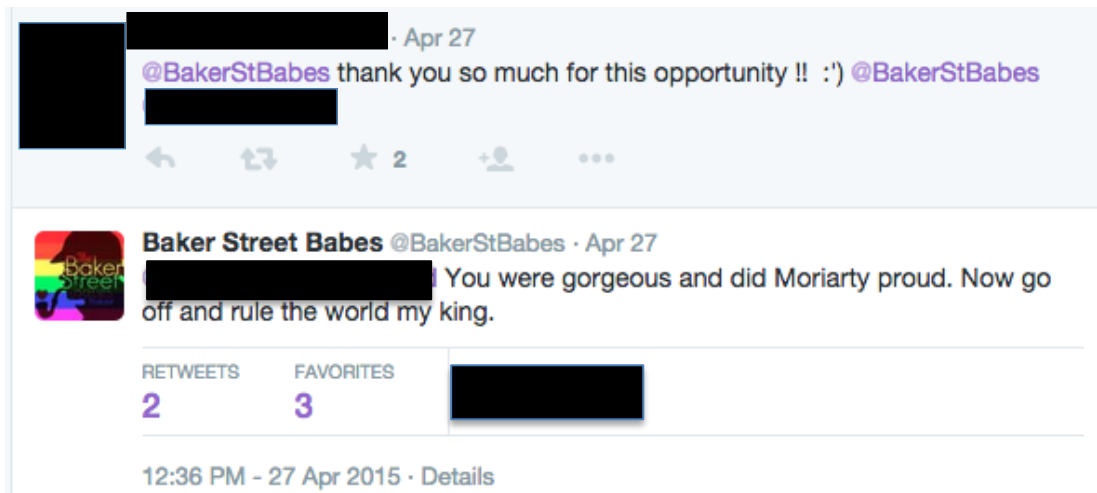 · Apr 27
@BakerStBabes thank you so much for this opportunity !! :') @BakerStBabes
2
Baker Street Babes @BakerStBabes · Apr 27
You were gorgeous and did Moriarty proud. Now go
off and rule the world my king.
Baker
Street
RETWEETS FAVORITES
2 3
12:36 PM - 27 Apr 2015 · Details